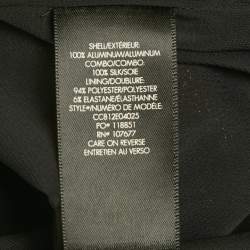 SHELL/EXTÉRIEUR:
100% ALUMINUM/ALUMINUM
COMBO/COMBO:
100% SILK/SOIE
LINING/DOUBLURE:
94% POLYESTER/POLYESTER
6% ELASTANE/ÉLASTHANNE
STYLE#/NUMÉRO DE MODÈLE:
CC812E04025
PO# 118851
RN# 107677
CARE ON REVERSE
ENTRETIEN AU VERSO